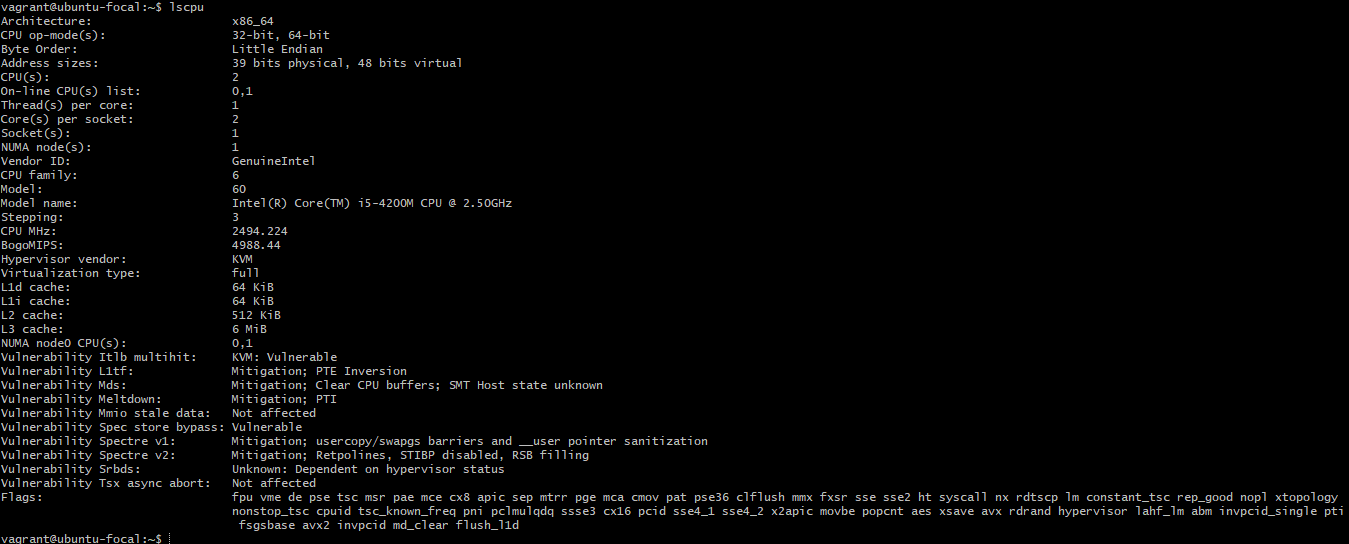 vagrant@ubuntu-focal:~$ lscpu
Architecture: x86_64
CPU op-mode(s): 32-bit, 64-bit
Byte Order: Little Endian
Address sizes: 39 bits physical, 48 bits virtual
CPU(s): 2
On-line CPU(s) list: 0,1
Thread(s) per core: 1
Core(s) per socket: 2
Socket(s): 1
NUMA node(s): 1
Vendor ID: GenuineIntel
CPU family: 6
Model: 60
Model name: Intel(R) Core(TM) i5-4200M CPU @ 2.50GHz
Stepping: 3
CPU MHz: 2494.224
BogoMIPS: 4988.44
Hypervisor vendor: KVM
Virtualization type: full
L1d cache: 64 KiB
L1i cache: 64 KiB
L2 cache: 512 KiB
L3 cache: 6 MiB
NUMA node0 CPU(s): 0,1
Vulnerability Itlb multihit: KVM: Vulnerable
Vulnerability L1tf: Mitigation; PTE Inversion
Vulnerability Mds: Mitigation; Clear CPU buffers; SMT Host state unknown
Vulnerability Meltdown: Mitigation; PTI
Vulnerability Mmio stale data: Not affected
Vulnerability Spec store bypass: Vulnerable
Vulnerability Spectre v1: Mitigation; usercopy/swapgs barriers and __user pointer sanitization
Vulnerability Spectre v2: Mitigation; Retpolines, STIBP disabled, RSB filling
Vulnerability Srbds: Unknown: Dependent on hypervisor status
Vulnerability Tsx async abort: Not affected
Flags: fpu vme de pse tsc msr pae mce cx8 apic sep mtrr pge mca cmov pat pse36 clflush mmx fxsr sse sse2 ht syscall nx rdtscp lm constant_tsc rep_good nopl xtopology
nonstop_tsc cpuid tsc_known_freq pni pclmulqdq ssse3 cx16 pcid sse4_1 sse4_2 x2apic movbe popcnt aes xsave avx rdrand hypervisor lahf_lm abm invpcid_single pti
fsgsbase avx2 invpcid md_clear flush_l1d
vagrant@ubuntu-focal:~$